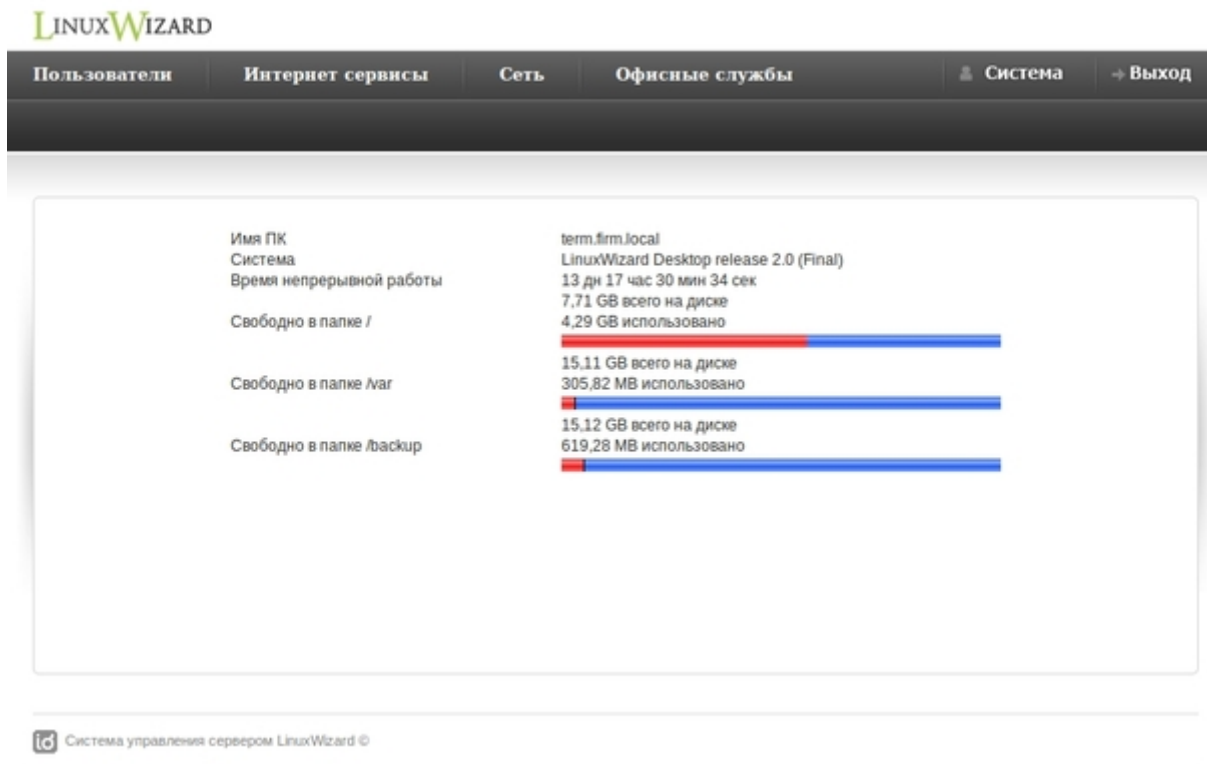 LINUXWIZARD
Пользователи Интернет сервисы Сеть Офисные службы Система Выход
Имя ПК term.firm.local
Система LinuxWizard Desktop release 2.0 (Final)
Время непрерывной работы 13 дн 17 час 30 мин 34 сек
7,71 GB всего на диске
Свободно в папке / 4,29 GB использовано
15,11 GB всего на диске
Свободно в папке /var 305,82 MB использовано
15,12 GB всего на диске
Свободно в папке /backup 619,28 MB использовано
id Система управления сервером LinuxWizard ©